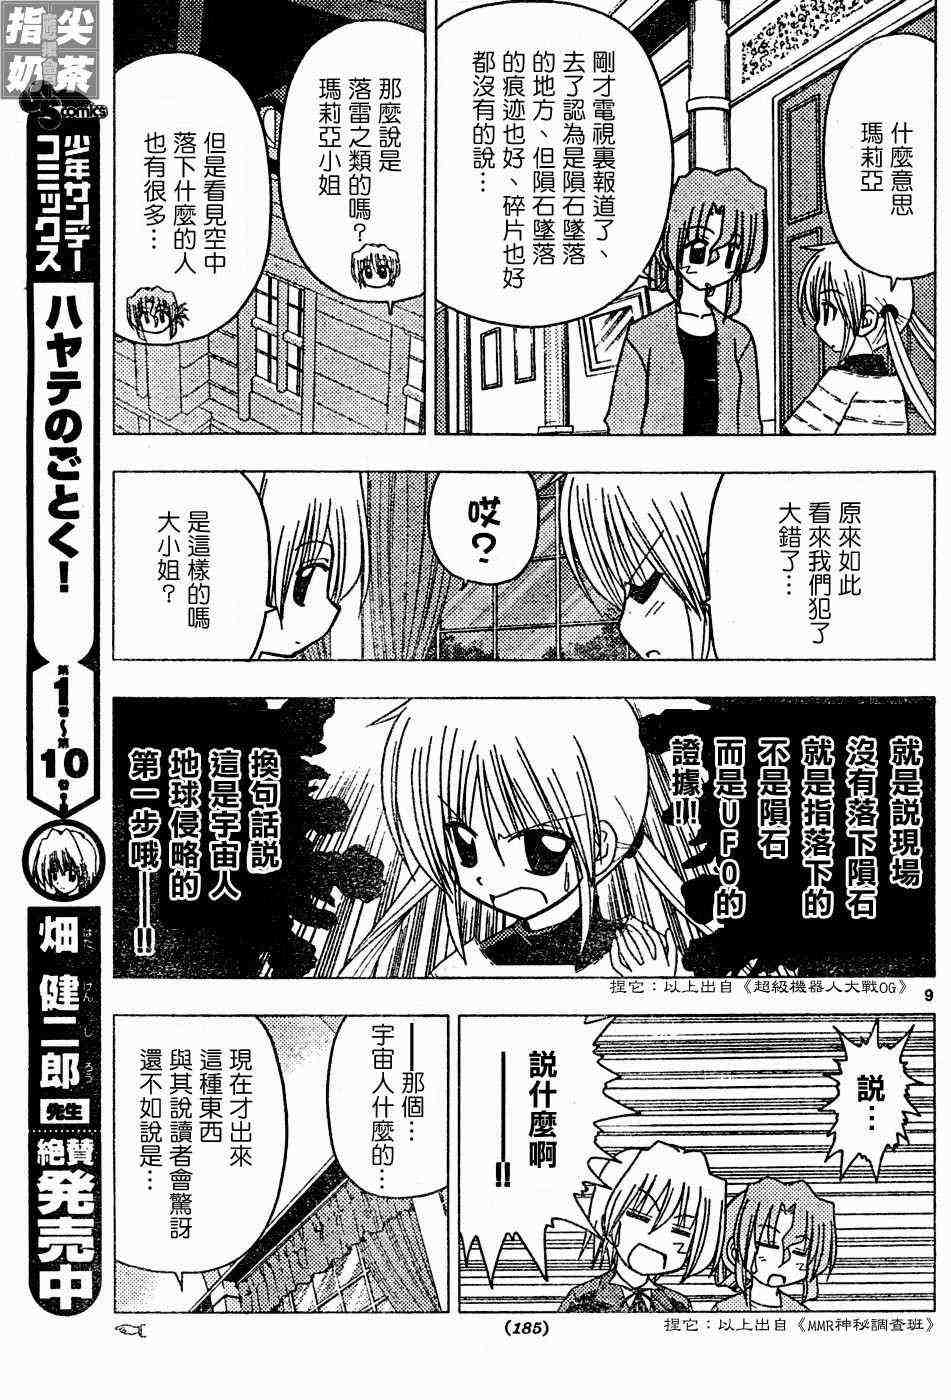 什麼意思
瑪莉亞
剛才電視裏報道了、
去了認為是隕石墜落
的地方、但隕石墜落
的痕迹也好、碎片也好
都沒有的說…
那麼說是
落雷之類的嗎？
瑪莉亞小姐
但是看見空中
落下什麼的人
也有很多…
原來如此
看來我們犯了
大錯了…
哎？
是這樣的嗎
大小姐？
就是説現場
沒有落下隕石
就是指落下的
不是隕石
而是UFO的
證據!!!
換句話說
這是宇宙人
地球侵略的
第一步哦──!!
捏它：以上出自《超級機器人大戰OG》
9
説…
──說什麼啊──!!
──那個…
宇宙人什麼的…
現在才出來
這種東西
與其說讀者會驚訝
還不如說是…
捏它：以上出自《MMR神秘調查班》
(185)
指尖
奶茶
comics
少年サンデー
コミックス
ハヤテのごとく！
第1巻〜第10巻
畑健二郎
はたけんじろう
先生
絶賛
発売中